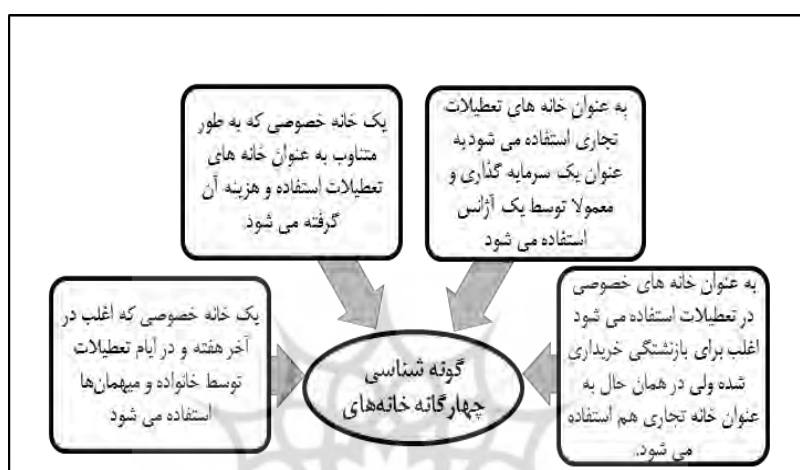 به عنوان خانه های تعطیلات
تجاری استفاده می شودبه
عنوان یک سرمایه گذاری و
معمولا توسط یک آژانس
استفاده می شود.
یک خانه خصوصی که به طور
متناوب به عنوان خانه های
تعطیلات استفاده و هزینه آن
گرفته می شود.
به عنوان خانه های خصوصی
در تعطیلات استفاده می شود
اغلب برای بازنشتگی خریداری
شده ولی در همان حال به
عنوان خانه تجاری هم استفاده
می شود.
یک خانه خصوصی که اغلب در
آخر هفته و در ایام تعطیلات
توسط خانواده و میهمان‌ها
استفاده می شود
گونه شناسی
چهارگانه خانه‌های